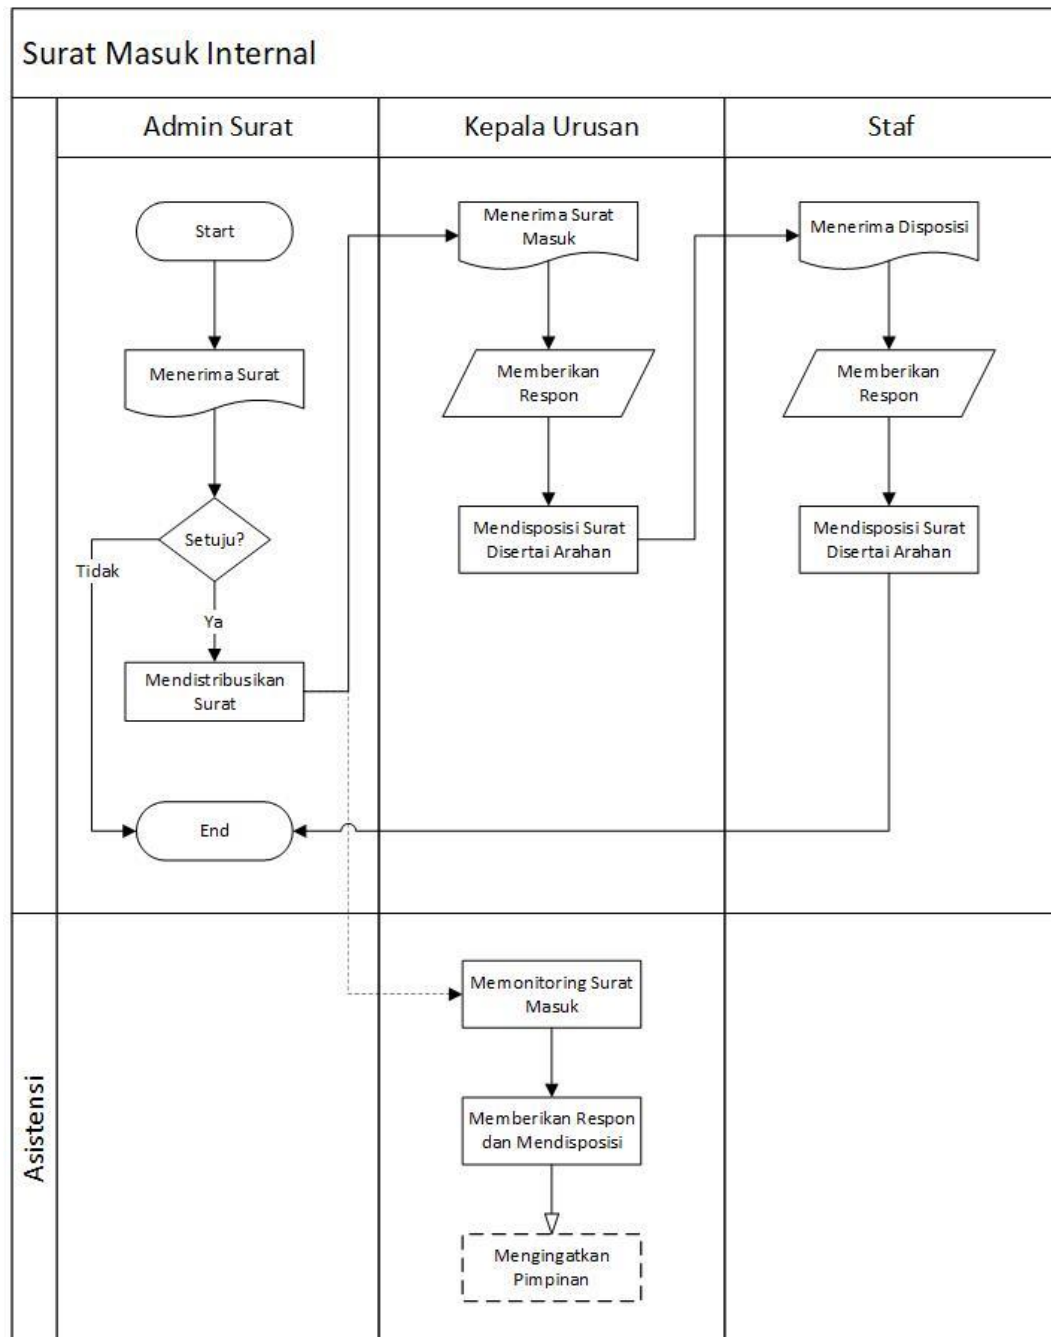 Surat Masuk Internal
Admin Surat
Kepala Urusan
Staf
Start
Menerima Surat
Setuju?
Tidak
Ya
Mendistribusikan
Surat
End
Menerima Surat
Masuk
Memberikan
Respon
Mendisposisi Surat
Disertai Arahan
Menerima Disposisi
Memberikan
Respon
Mendisposisi Surat
Disertai Arahan
Asistensi
Memonitoring Surat
Masuk
Memberikan Respon
dan Mendisposisi
Mengingatkan
Pimpinan